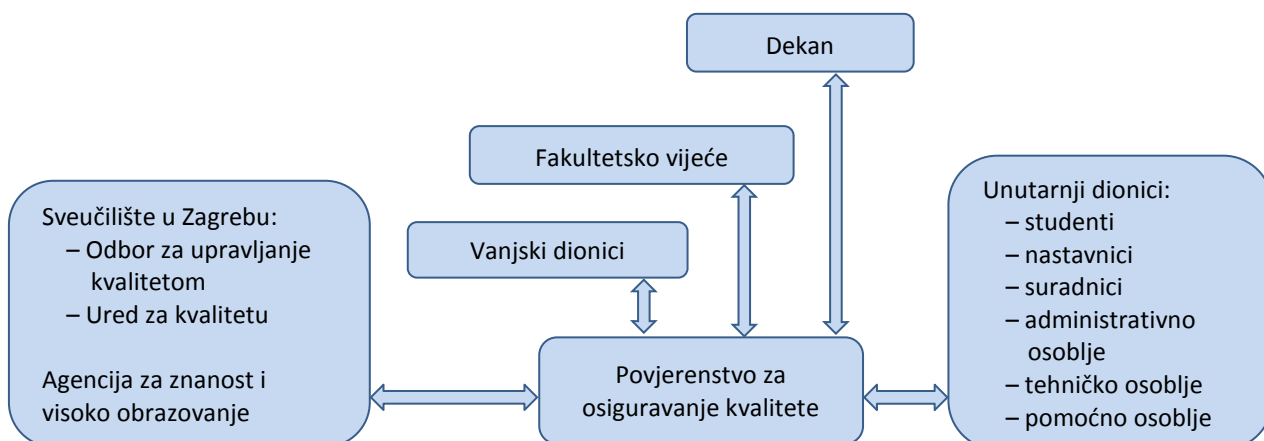 Dekan
Fakultetsko vijeće
Vanjski dionici
Sveučilište u Zagrebu:
– Odbor za upravljanje
kvalitetom
– Ured za kvalitetu
Agencija za znanost i
visoko obrazovanje
Povjerenstvo za
osiguravanje kvalitete
Unutarnji dionici:
– studenti
– nastavnici
– suradnici
– administrativno
osoblje
– tehničko osoblje
– pomoćno osoblje